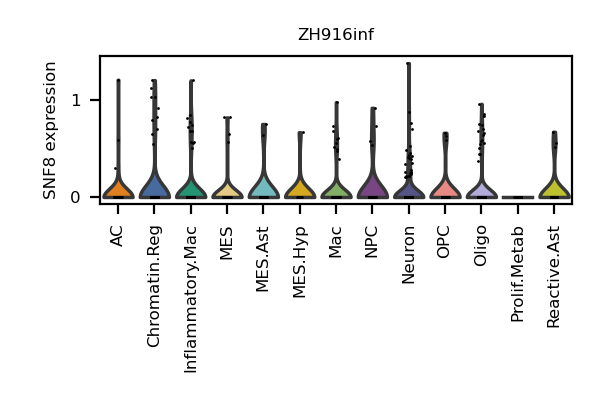 ZH916inf
SNF8 expression
1
0
AC
Chromatin.Reg
Inflammatory.Mac
MES
MES.Ast
MES.Hyp
Mac
NPC
Neuron
OPC
Oligo
Prolif.Metab
Reactive.Ast